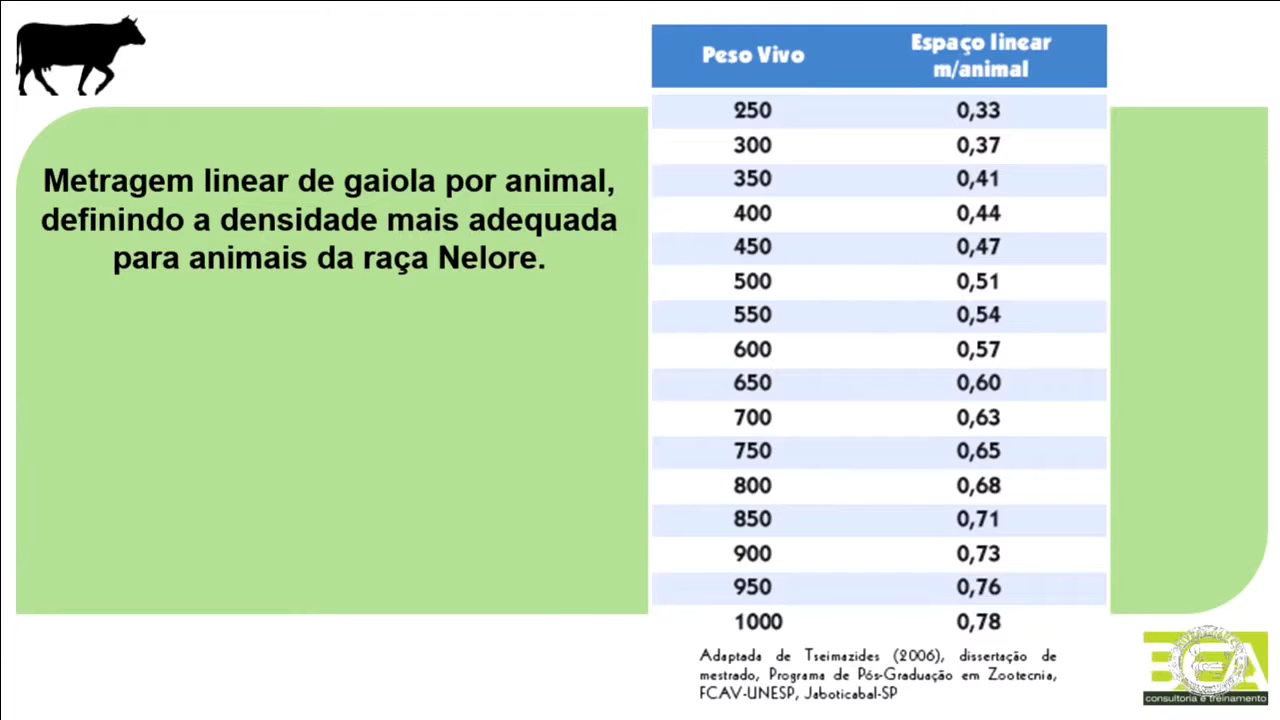 Metragem linear de gaiola por animal,
definindo a densidade mais adequada
para animais da raça Nelore.
Peso Vivo Espaço linear
m/animal
250 0,33
300 0,37
350 0,41
400 0,44
450 0,47
500 0,51
550 0,54
600 0,57
650 0,60
700 0,63
750 0,65
800 0,68
850 0,71
900 0,73
950 0,76
1000 0,78
Adaptada de Tseimazides (2006), dissertação de
mestrado, Programa de Pós-Graduação em Zootecnia,
FCAV-UNESP, Jaboticabal-SP
BEA
consultoria e treinamento